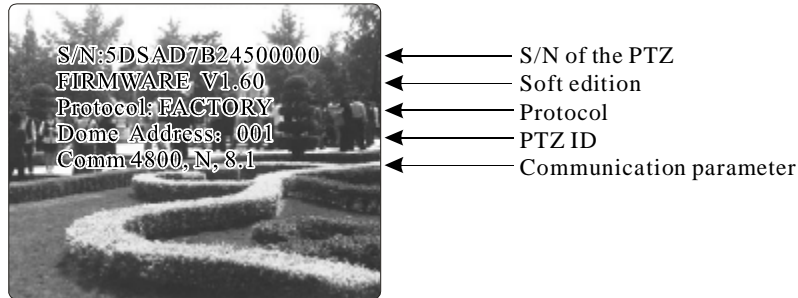 S/N:5DSAD7B24500000
FIRMWARE V1.60
Protocol: FACTORY
Dome Address: 001
Comm 4800, N, 8.1
S/N of the PTZ
Soft edition
Protocol
PTZ ID
Communication parameter